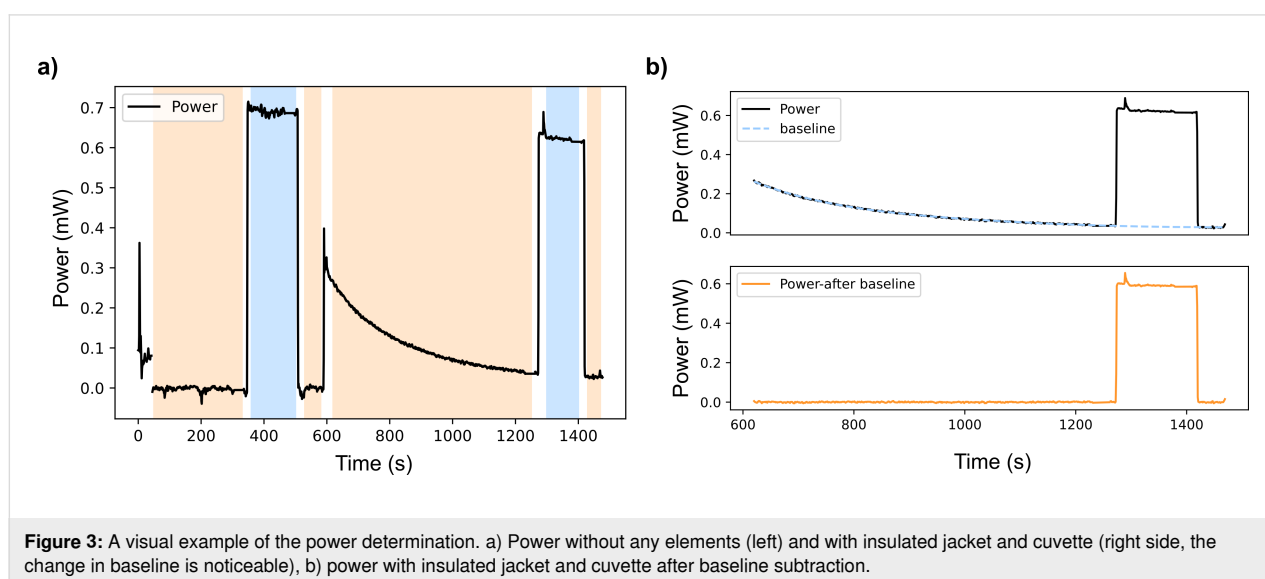 a)
Power
Power (mW)
0.7
0.6
0.5
0.4
0.3
0.2
0.1
0.0
0 200 400 600 800 1000 1200 1400
Time (s)
b)
Power
baseline
Power (mW)
0.6
0.4
0.2
0.0
Power-after baseline
Power (mW)
0.6
0.4
0.2
0.0
600 800 1000 1200 1400
Time (s)
Figure 3: A visual example of the power determination. a) Power without any elements (left) and with insulated jacket and cuvette (right side, the
change in baseline is noticeable), b) power with insulated jacket and cuvette after baseline subtraction.